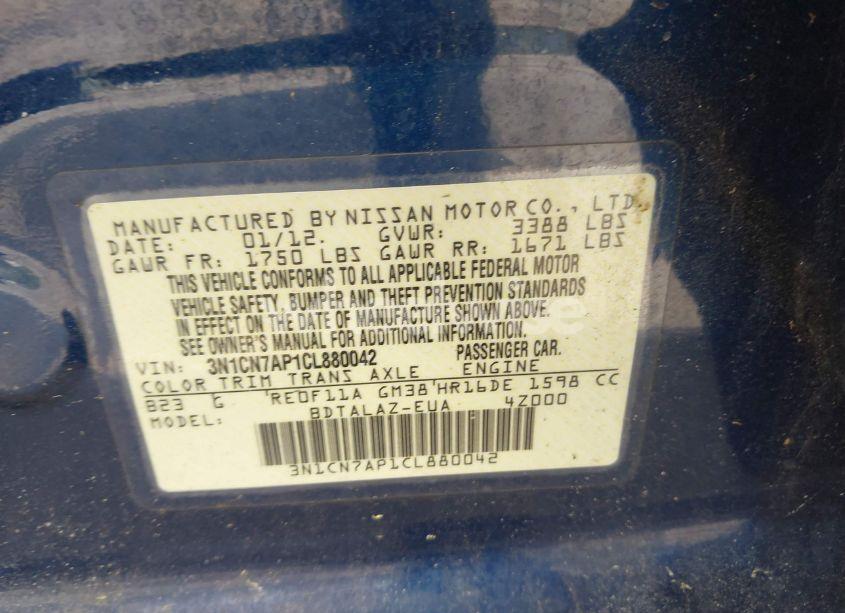 MANUFACTURED BY NISSAN MOTOR CO., LTD.
DATE: 01/12. GVWR: 3388 LBS
GAWR FR: 1750 LBS GAWR RR: 1671 LBS
THIS VEHICLE CONFORMS TO ALL APPLICABLE FEDERAL MOTOR
VEHICLE SAFETY, BUMPER AND THEFT PREVENTION STANDARDS
IN EFFECT ON THE DATE OF MANUFACTURE SHOWN ABOVE.
SEE OWNER'S MANUAL FOR ADDITIONAL INFORMATION.
VIN: 3N1CN7AP1CL880042 PASSENGER CAR.
COLOR TRIM TRANS AXLE ENGINE
B23 G RE0F11A GM38 HR16DE 1598 CC
MODEL: BDTALAZ-EUA 4Z000
3N1CN7AP1CL880042